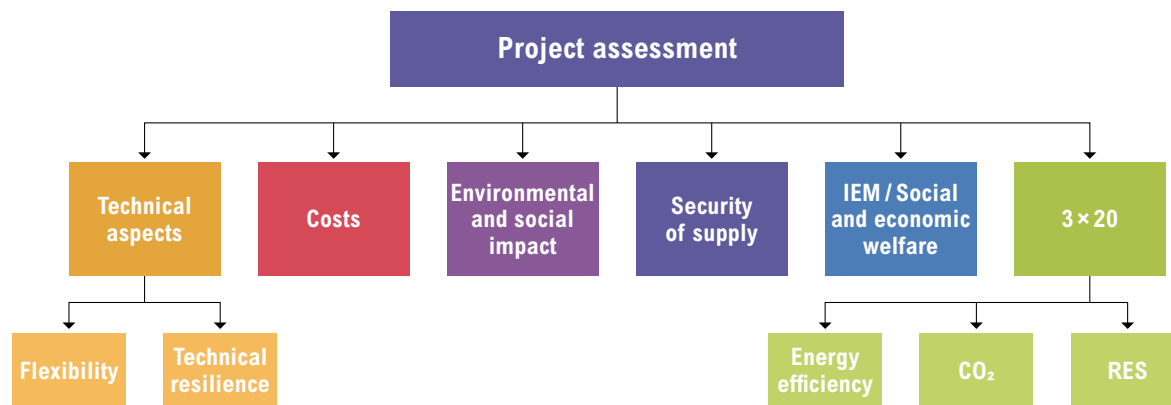 Project assessment
Technical
aspects
Costs
Environmental
and social
impact
Security
of supply
IEM / Social
and economic
welfare
3 × 20
Flexibility
Technical
resilience
Energy
efficiency
CO₂
RES